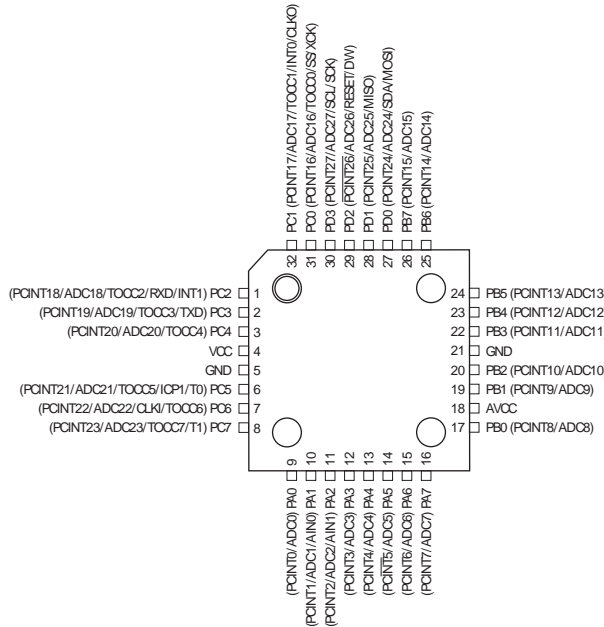 PC1 (PCINT17/ADC17/TOCC1/INT0/CLKO)
PC0 (PCINT16/ADC16/TOCC0/SS/XCK)
PD3 (PCINT27/ADC27/SCL/SCK)
PD2 (PCINT26/ADC26/RESET/DW)
PD1 (PCINT25/ADC25/MISO)
PD0 (PCINT24/ADC24/SDA/MOSI)
PB7 (PCINT15/ADC15)
PB6 (PCINT14/ADC14)
32 31 30 29 28 27 26 25
(PCINT18/ADC18/TOCC2/RXD/INT1) PC2 1
(PCINT19/ADC19/TOCC3/TXD) PC3 2
(PCINT20/ADC20/TOCC4) PC4 3
VCC 4
GND 5
(PCINT21/ADC21/TOCC5/ICP1/T0) PC5 6
(PCINT22/ADC22/CLKI/TOCC6) PC6 7
(PCINT23/ADC23/TOCC7/T1) PC7 8
24 PB5 (PCINT13/ADC13
23 PB4 (PCINT12/ADC12
22 PB3 (PCINT11/ADC11
21 GND
20 PB2 (PCINT10/ADC10
19 PB1 (PCINT9/ADC9)
18 AVCC
17 PB0 (PCINT8/ADC8)
9 10 11 12 13 14 15 16
(PCINT0/ADC0) PA0
(PCINT1/ADC1/AIN0) PA1
(PCINT2/ADC2/AIN1) PA2
(PCINT3/ADC3) PA3
(PCINT4/ADC4) PA4
(PCINT5/ADC5) PA5
(PCINT6/ADC6) PA6
(PCINT7/ADC7) PA7